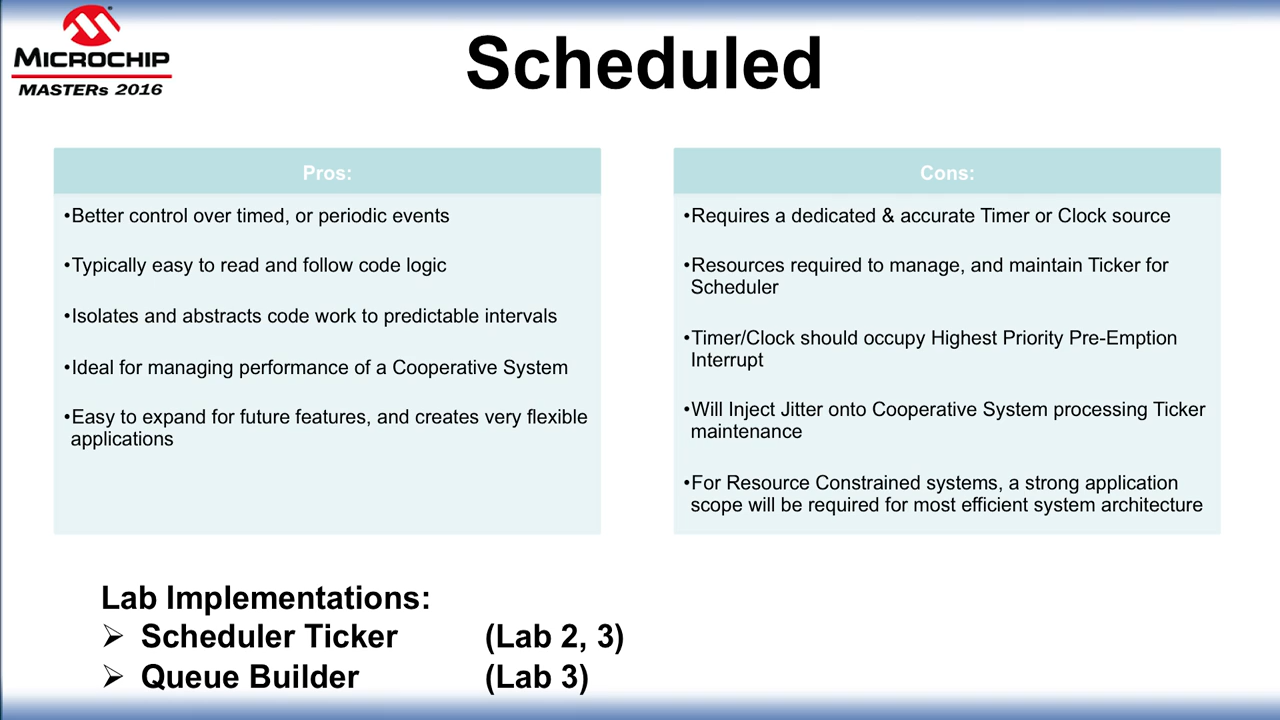 MICROCHIP
MASTERs 2016
Scheduled
Pros:
•Better control over timed, or periodic events
•Typically easy to read and follow code logic
•Isolates and abstracts code work to predictable intervals
•Ideal for managing performance of a Cooperative System
•Easy to expand for future features, and creates very flexible
applications
Cons:
•Requires a dedicated & accurate Timer or Clock source
•Resources required to manage, and maintain Ticker for
Scheduler
•Timer/Clock should occupy Highest Priority Pre-Emption
Interrupt
•Will Inject Jitter onto Cooperative System processing Ticker
maintenance
•For Resource Constrained systems, a strong application
scope will be required for most efficient system architecture
Lab Implementations:
➢ Scheduler Ticker (Lab 2, 3)
➢ Queue Builder (Lab 3)